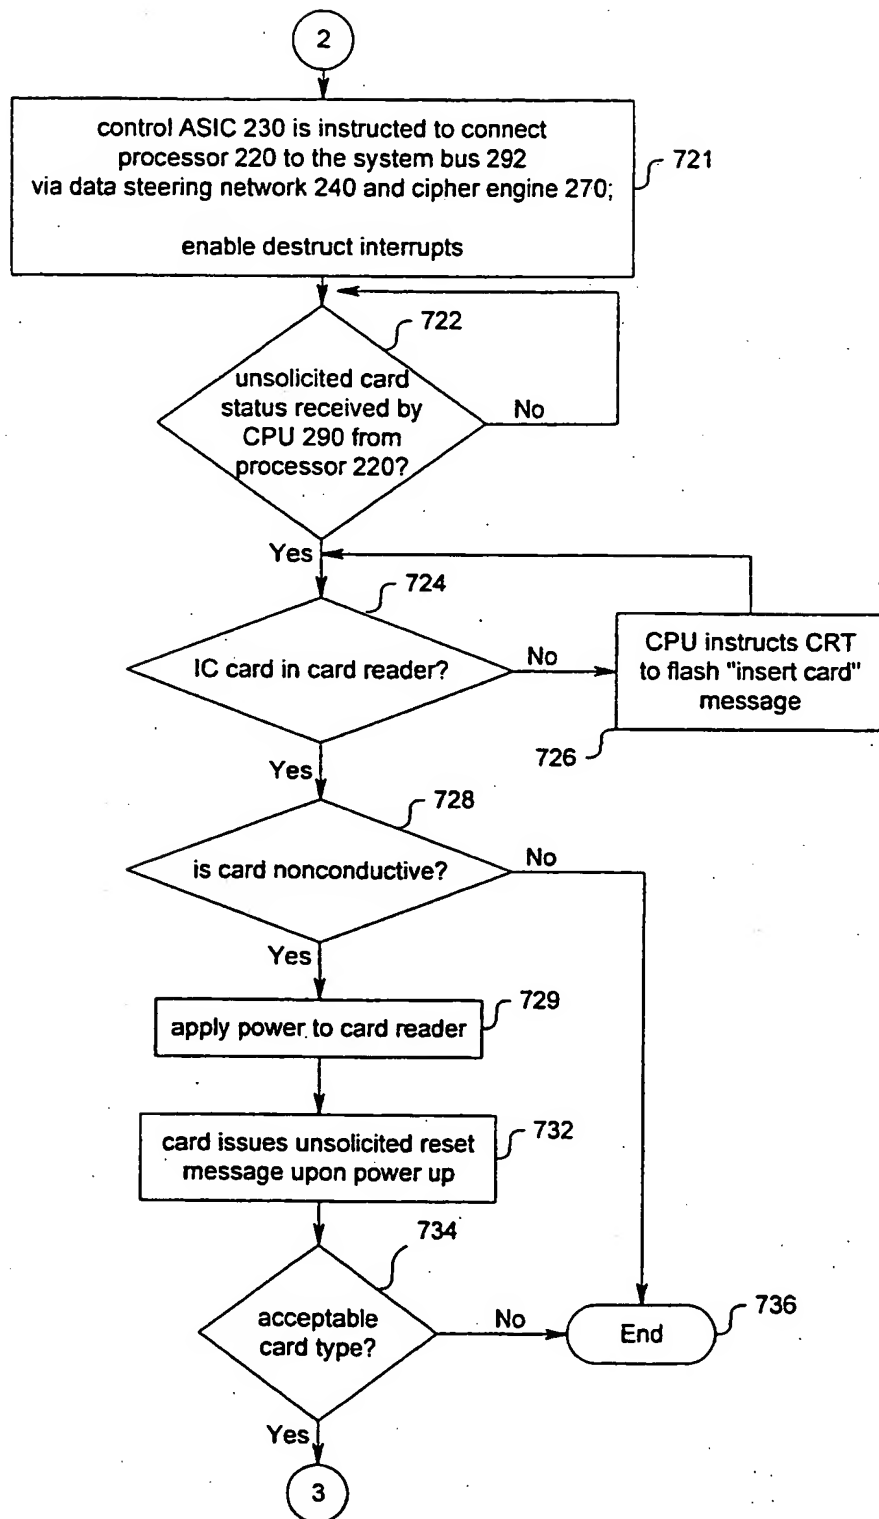 2
control ASIC 230 is instructed to connect
processor 220 to the system bus 292
via data steering network 240 and cipher engine 270;
enable destruct interrupts
721
722
unsolicited card
status received by
CPU 290 from
processor 220?
No
Yes
724
IC card in card reader?
No
CPU instructs CRT
to flash "insert card"
message
726
Yes
728
is card nonconductive?
No
Yes
729
apply power to card reader
card issues unsolicited reset
message upon power up
732
734
acceptable
card type?
No
End
736
Yes
3